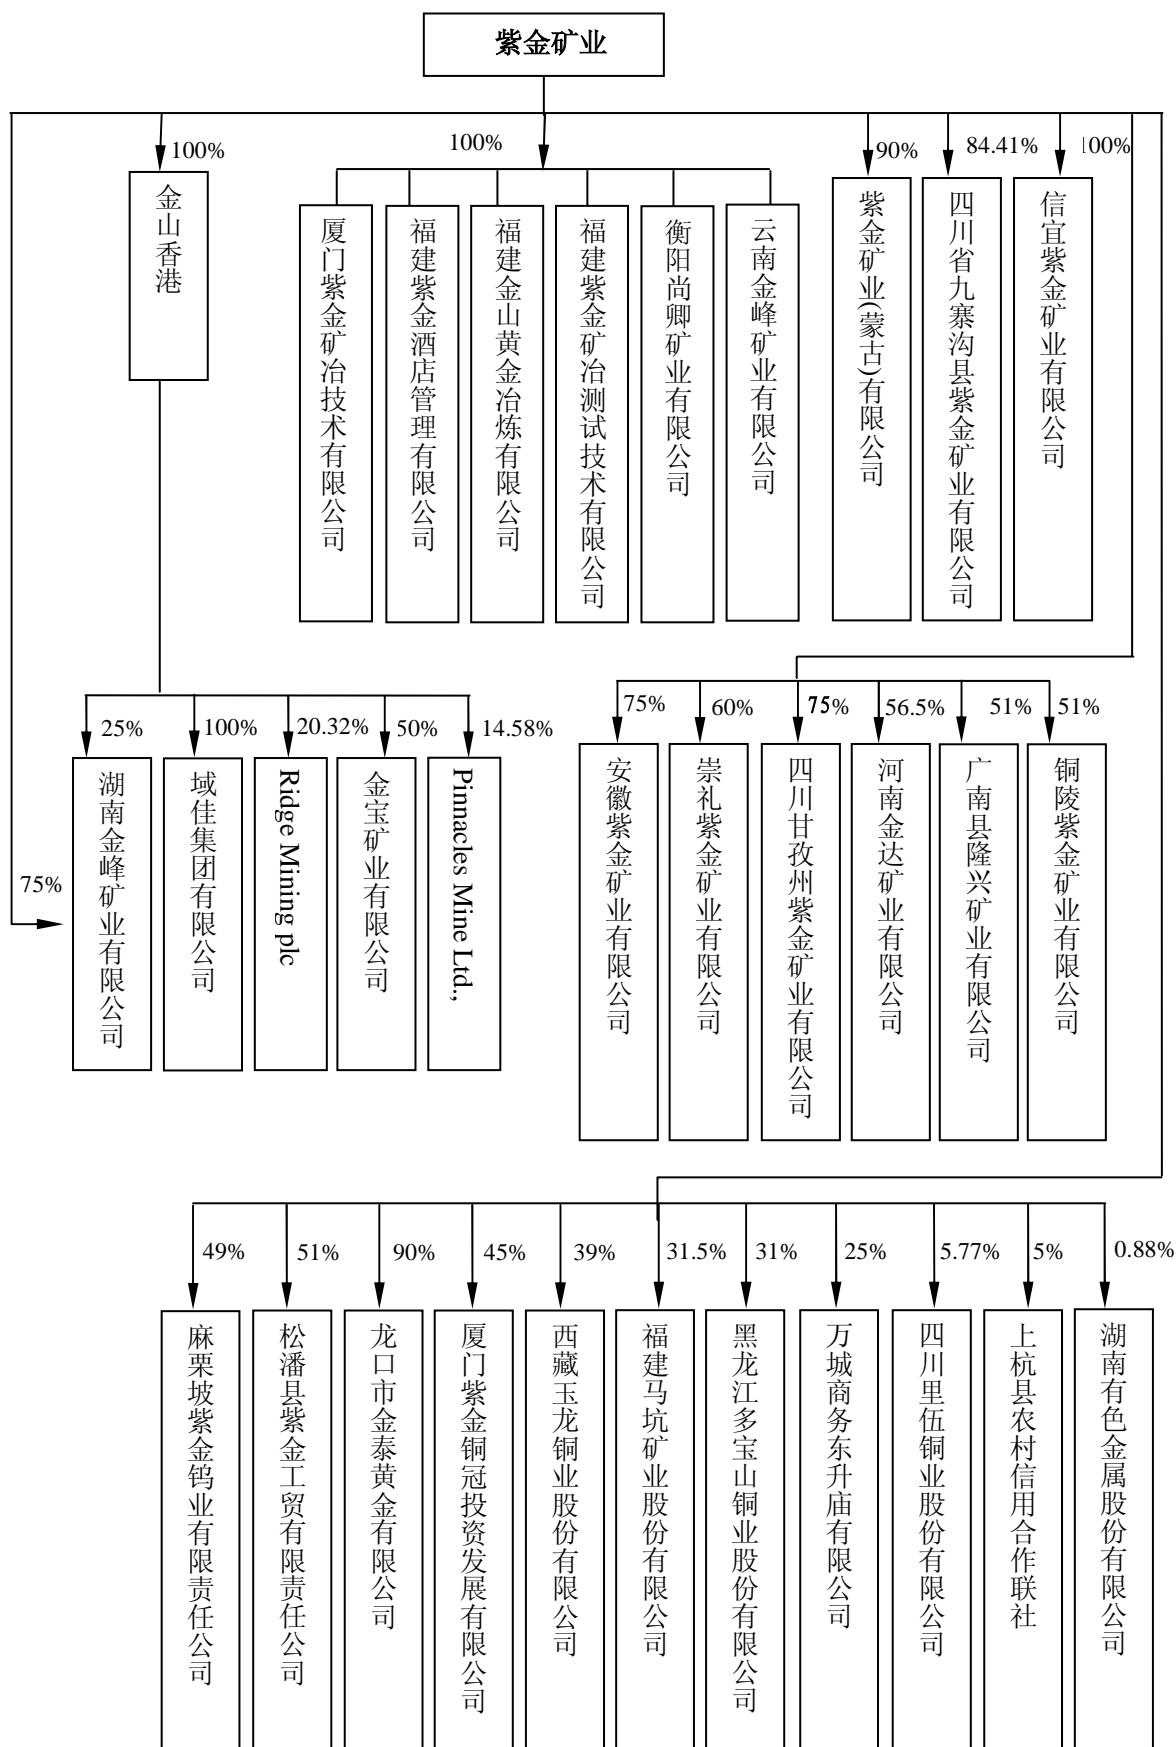 紫金矿业
100%
100%
90%
84.41%
100%
金山香港
厦门紫金矿冶技术有限公司
福建紫金酒店管理有限公司
福建金山黄金冶炼有限公司
福建紫金矿冶测试技术有限公司
衡阳尚卿矿业有限公司
云南金峰矿业有限公司
紫金矿业(蒙古)有限公司
四川省九寨沟县紫金矿业有限公司
信宜紫金矿业有限公司
25%
100%
20.32%
50%
14.58%
75%
湖南金峰矿业有限公司
域佳集团有限公司
Ridge Mining plc
金宝矿业有限公司
Pinnacles Mine Ltd.,
75%
60%
75%
56.5%
51%
51%
安徽紫金矿业有限公司
崇礼紫金矿业有限公司
四川甘孜州紫金矿业有限公司
河南金达矿业有限公司
广南县隆兴矿业有限公司
铜陵紫金矿业有限公司
49%
51%
90%
45%
39%
31.5%
31%
25%
5.77%
5%
0.88%
麻栗坡紫金钨业有限责任公司
松潘县紫金工贸有限责任公司
龙口市金泰黄金有限公司
厦门紫金铜冠投资发展有限公司
西藏玉龙铜业股份有限公司
福建马坑矿业股份有限公司
黑龙江多宝山铜业股份有限公司
万城商务东升庙有限公司
四川里伍铜业股份有限公司
上杭县农村信用合作联社
湖南有色金属股份有限公司